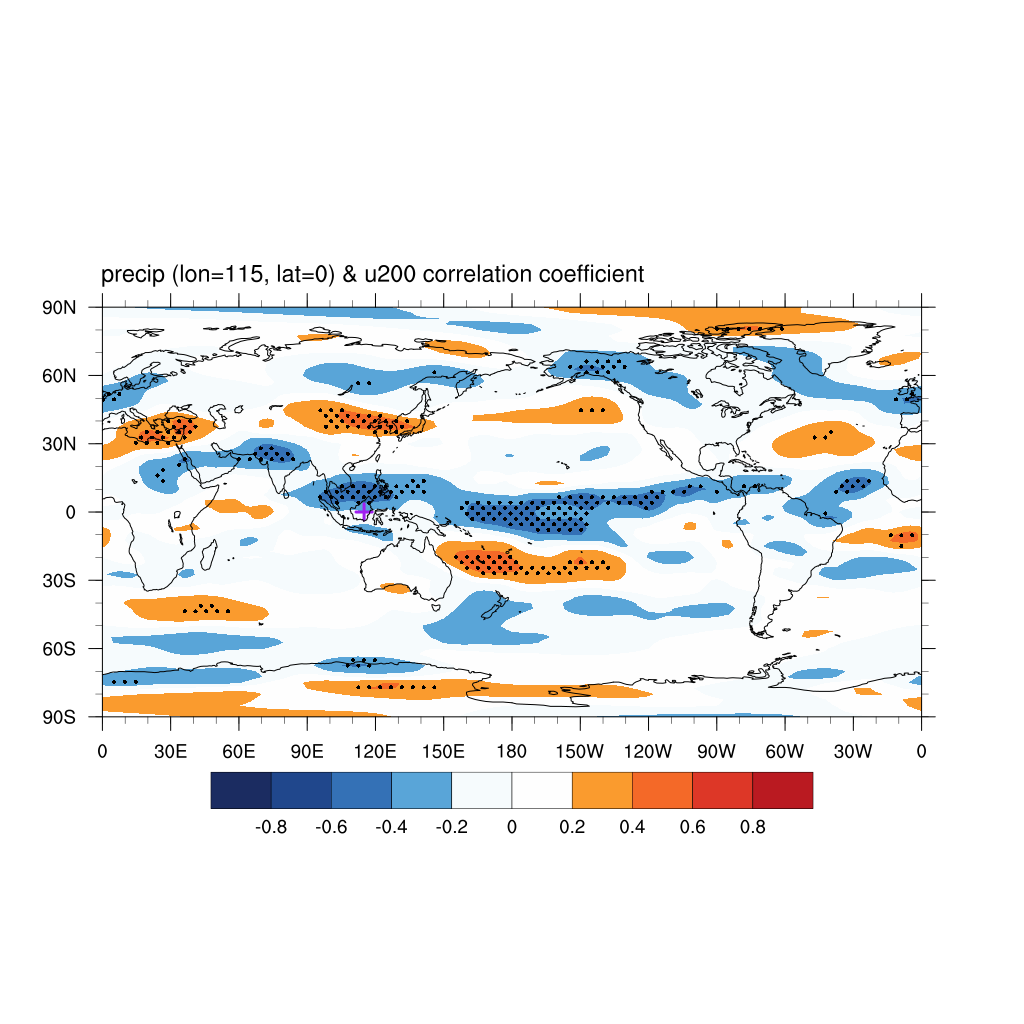 precip (lon=115, lat=0) & u200 correlation coefficient
90N
60N
30N
0
30S
60S
90S
0 30E 60E 90E 120E 150E 180 150W 120W 90W 60W 30W 0
-0.8 -0.6 -0.4 -0.2 0 0.2 0.4 0.6 0.8